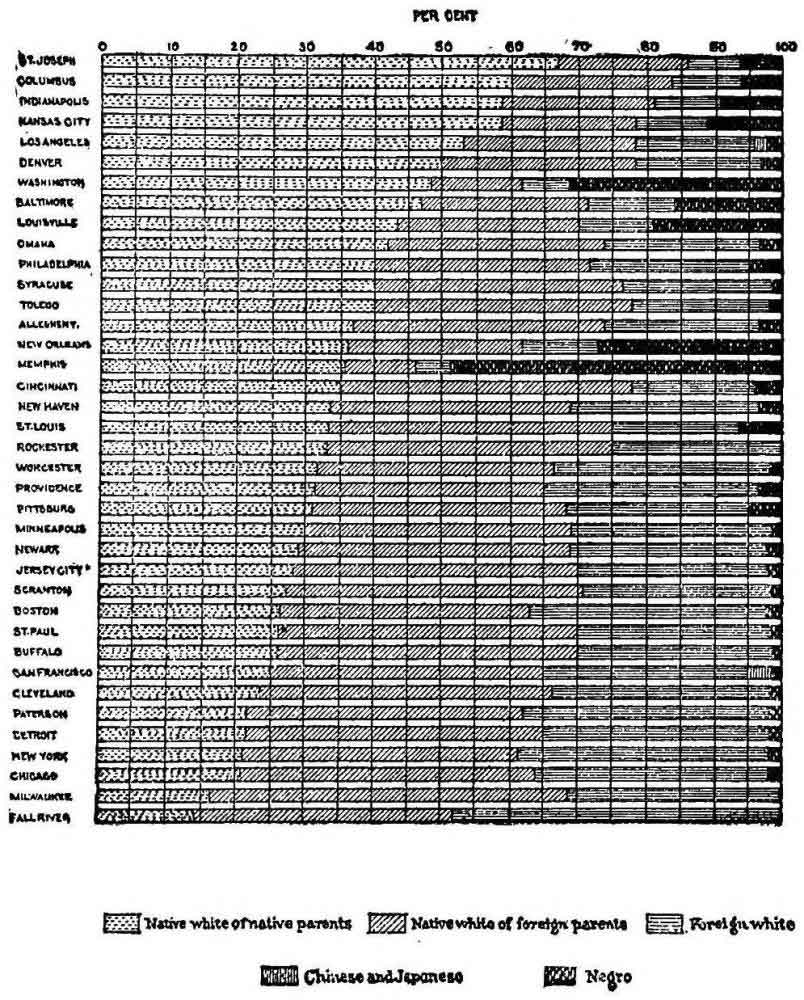 PER CENT
0 10 20 30 40 50 60 70 80 90 100
ST. JOSEPH
COLUMBUS
INDIANAPOLIS
KANSAS CITY
LOS ANGELES
DENVER
WASHINGTON
BALTIMORE
LOUISVILLE
OMAHA
PHILADELPHIA
SYRACUSE
TOLEDO
ALLEGHENY.
NEW ORLEANS
MEMPHIS
CINCINNATI
NEW HAVEN
ST. LOUIS
ROCHESTER
WORCESTER
PROVIDENCE
PITTSBURG
MINNEAPOLIS
NEWARK
JERSEY CITY*
SCRANTON
BOSTON
ST. PAUL
BUFFALO
SAN FRANCISCO
CLEVELAND
PATERSON
DETROIT
NEW YORK
CHICAGO
MILWAUKEE
FALL RIVER
Native white of native parents Native white of foreign parents Foreign white
Chinese and Japanese Negro